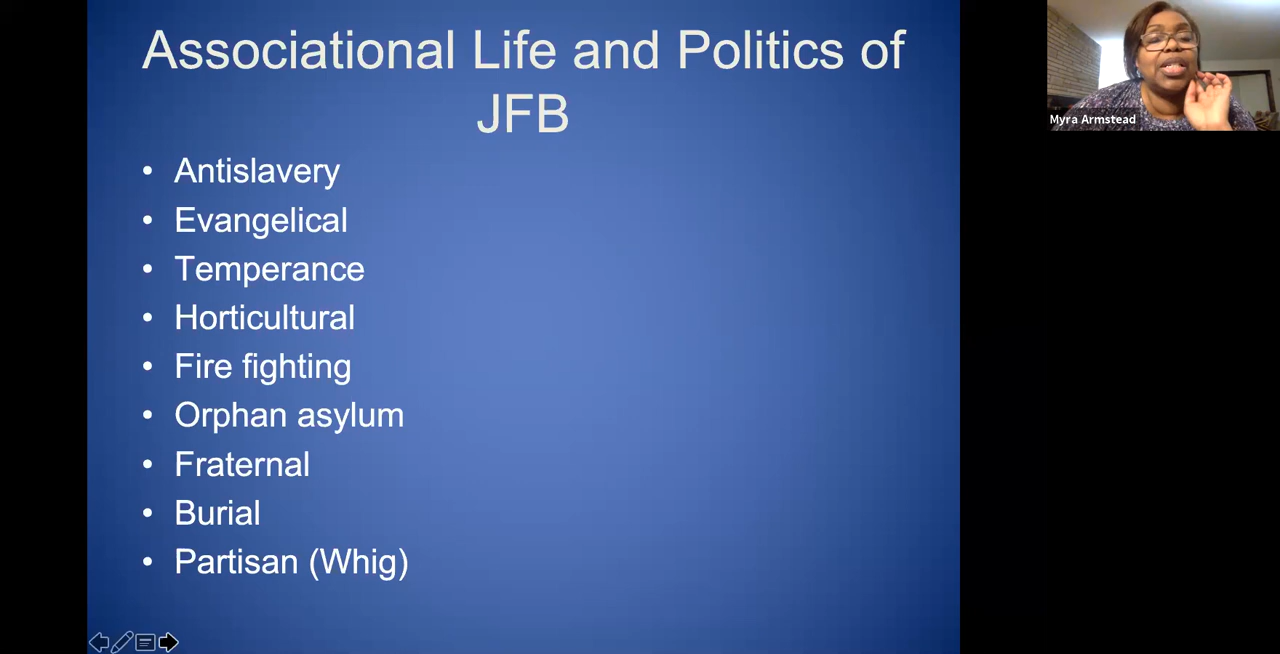 Associational Life and Politics of
JFB
• Antislavery
• Evangelical
• Temperance
• Horticultural
• Fire fighting
• Orphan asylum
• Fraternal
• Burial
• Partisan (Whig)
Myra Armstead